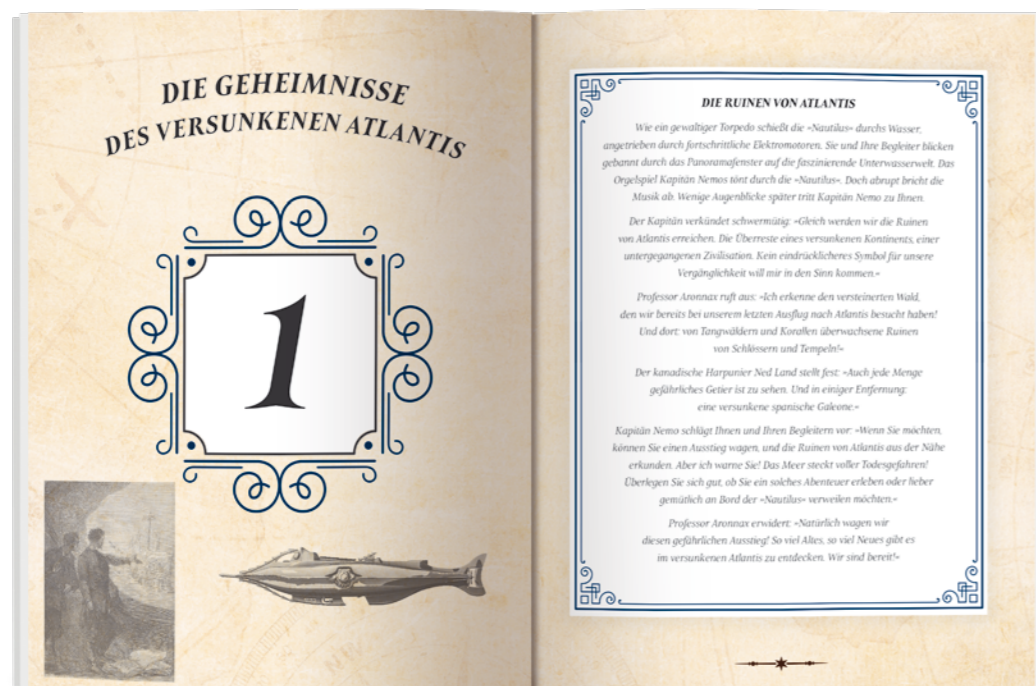 DIE GEHEIMNISSE
DES VERSUNKENEN ATLANTIS
1
DIE RUINEN VON ATLANTIS
Wie ein gewaltiger Torpedo schießt die »Nautilus« durchs Wasser,
angetrieben durch fortschrittliche Elektromotoren. Sie und Ihre Begleiter blicken
gebannt durch das Panoramafenster auf die faszinierende Unterwasserwelt. Das
Orgelspiel Kapitän Nemos tönt durch die »Nautilus«. Doch abrupt bricht die
Musik ab. Wenige Augenblicke später tritt Kapitän Nemo zu Ihnen.
Der Kapitän verkündet schwermütig: »Gleich werden wir die Ruinen
von Atlantis erreichen. Die Überreste eines versunkenen Kontinents, einer
untergegangenen Zivilisation. Kein eindrücklicheres Symbol für unsere
Vergänglichkeit will mir in den Sinn kommen.«
Professor Aronnax ruft aus: »Ich erkenne den versteinerten Wald,
den wir bereits bei unserem letzten Ausflug nach Atlantis besucht haben!
Und dort: von Tangwäldern und Korallen überwachsene Ruinen
von Schlössern und Tempeln!«
Der kanadische Harpunier Ned Land stellt fest: »Auch jede Menge
gefährliches Getier ist zu sehen. Und in einiger Entfernung:
eine versunkene spanische Galeone.«
Kapitän Nemo schlägt Ihnen und Ihren Begleitern vor: »Wenn Sie möchten,
können Sie einen Ausstieg wagen, und die Ruinen von Atlantis aus der Nähe
erkunden. Aber ich warne Sie! Das Meer steckt voller Todesgefahren!
Überlegen Sie sich gut, ob Sie ein solches Abenteuer erleben oder lieber
gemütlich an Bord der »Nautilus« verweilen möchten.«
Professor Aronnax erwidert: »Natürlich wagen wir
diesen gefährlichen Ausstieg! So viel Altes, so viel Neues gibt es
im versunkenen Atlantis zu entdecken. Wir sind bereit!«